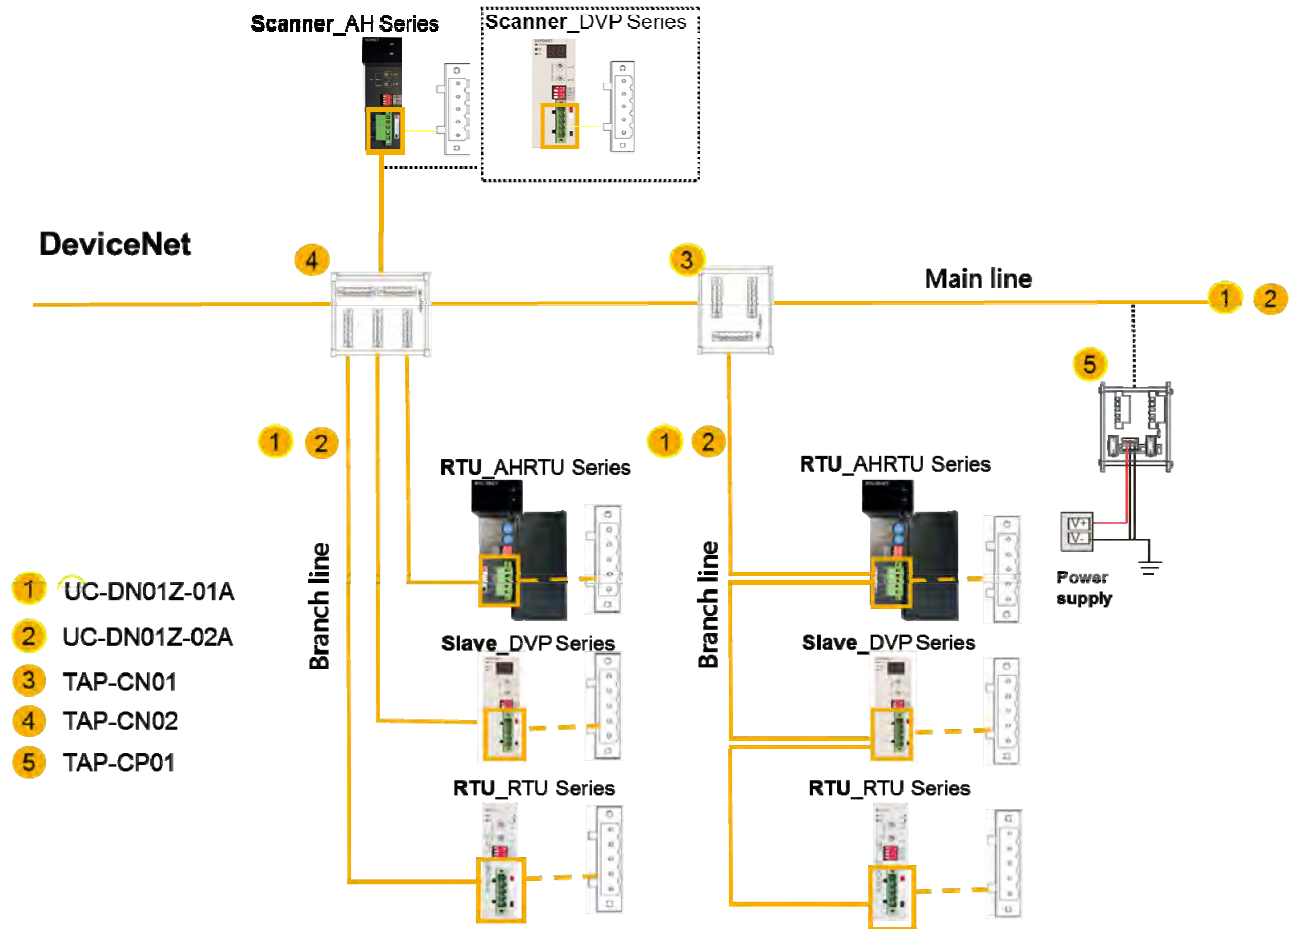 Scanner_AH Series
Scanner_DVP Series
DeviceNet
4
3
Main line
1 2
5
1 2
1 2
RTU_AHRTU Series
RTU_AHRTU Series
V+
V-
Power
supply
Branch line
Branch line
1 UC-DN01Z-01A
2 UC-DN01Z-02A
3 TAP-CN01
4 TAP-CN02
5 TAP-CP01
Slave_DVP Series
Slave_DVP Series
RTU_RTU Series
RTU_RTU Series